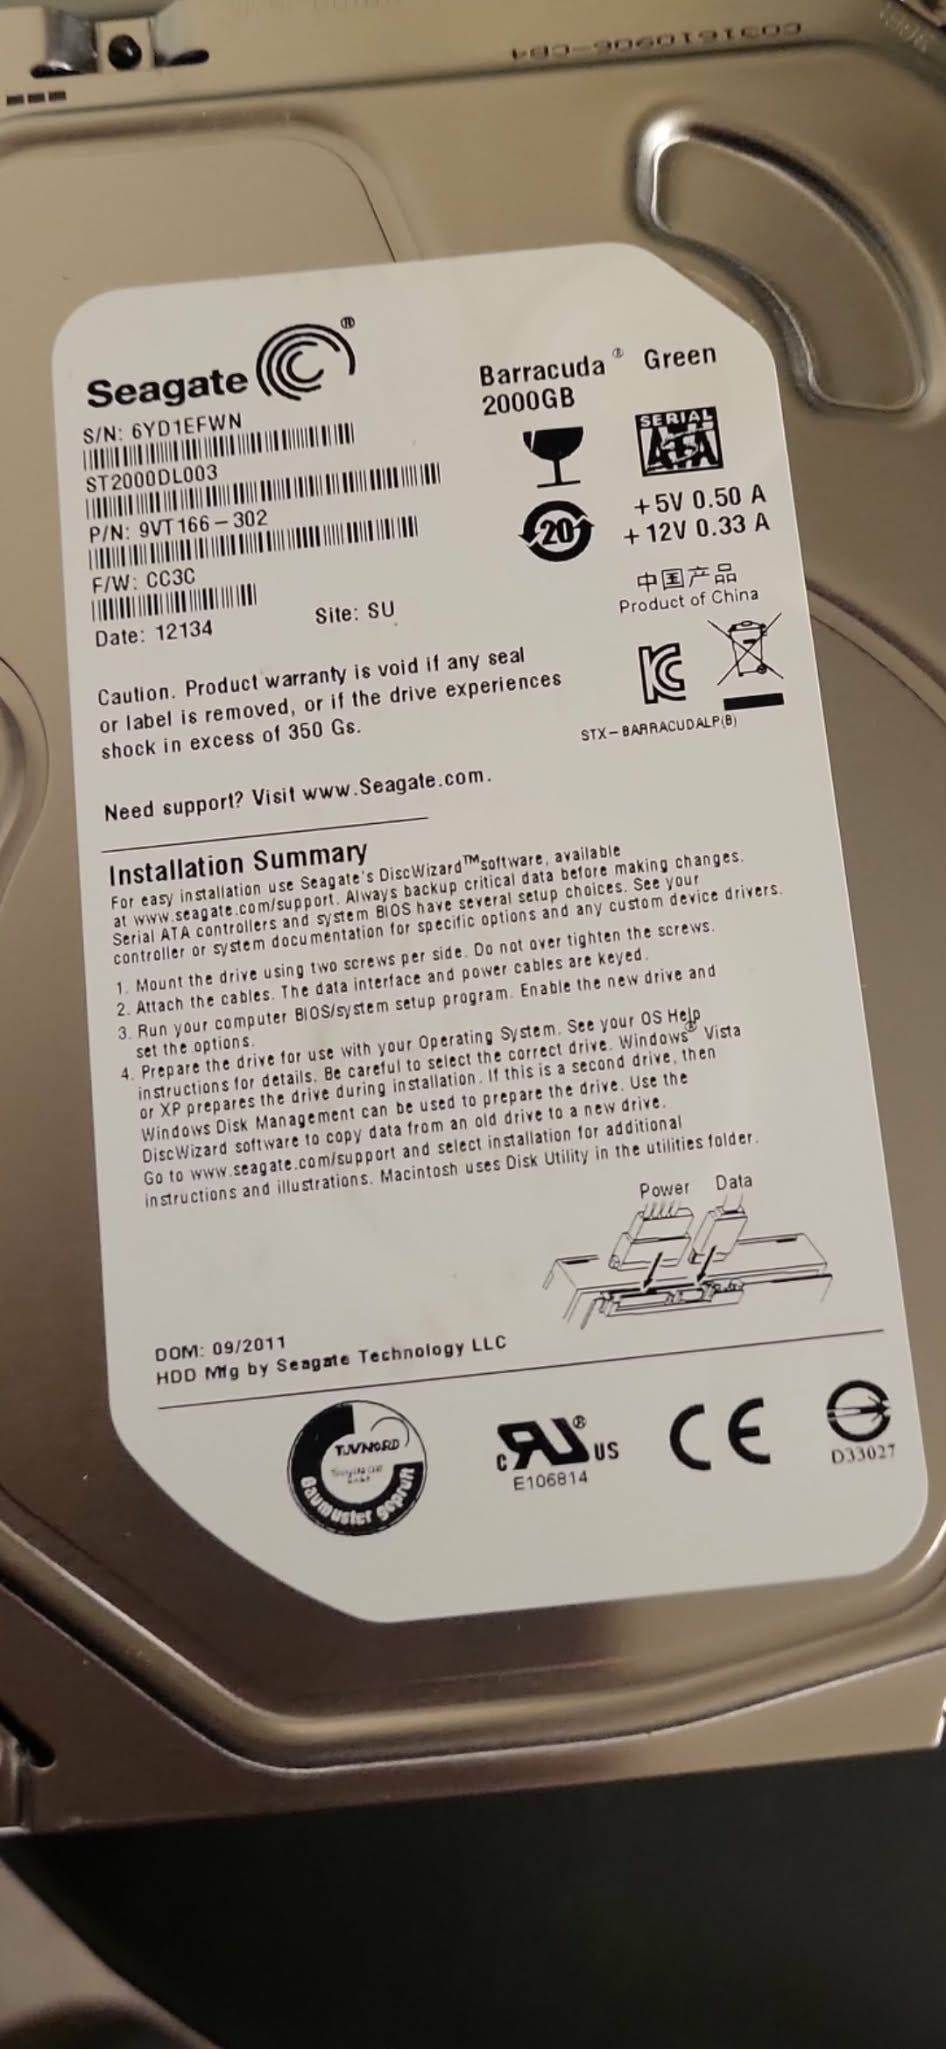 Seagate®
S/N: 6YD1EFWN
ST2000DL003
P/N: 9VT166-302
F/W: CC3C
Date: 12134
Site: SU
Barracuda® Green
2000GB
SERIAL
ATA
20
+5V 0.50 A
+12V 0.33 A
中国产品
Product of China
STX-BARRACUDALP(B)
Caution. Product warranty is void if any seal
or label is removed, or if the drive experiences
shock in excess of 350 Gs.
Need support? Visit www.Seagate.com.
Installation Summary
For easy installation use Seagate's DiscWizard™ software, available
at www.seagate.com/support. Always backup critical data before making changes.
Serial ATA controllers and system BIOS have several setup choices. See your
controller or system documentation for specific options and any custom device drivers.
1. Mount the drive using two screws per side. Do not over tighten the screws.
2. Attach the cables. The data interface and power cables are keyed.
3. Run your computer BIOS/system setup program. Enable the new drive and
set the options.
4. Prepare the drive for use with your Operating System. See your OS Help
instructions for details. Be careful to select the correct drive. Windows® Vista
or XP prepares the drive during installation. If this is a second drive, then
Windows Disk Management can be used to prepare the drive. Use the
DiscWizard software to copy data from an old drive to a new drive.
Go to www.seagate.com/support and select installation for additional
instructions and illustrations. Macintosh uses Disk Utility in the utilities folder.
Power Data
DOM: 09/2011
HDD Mfg by Seagate Technology LLC
TÜVNORD
Baumuster geprüft
C RU® US
E106814
CE
D33027